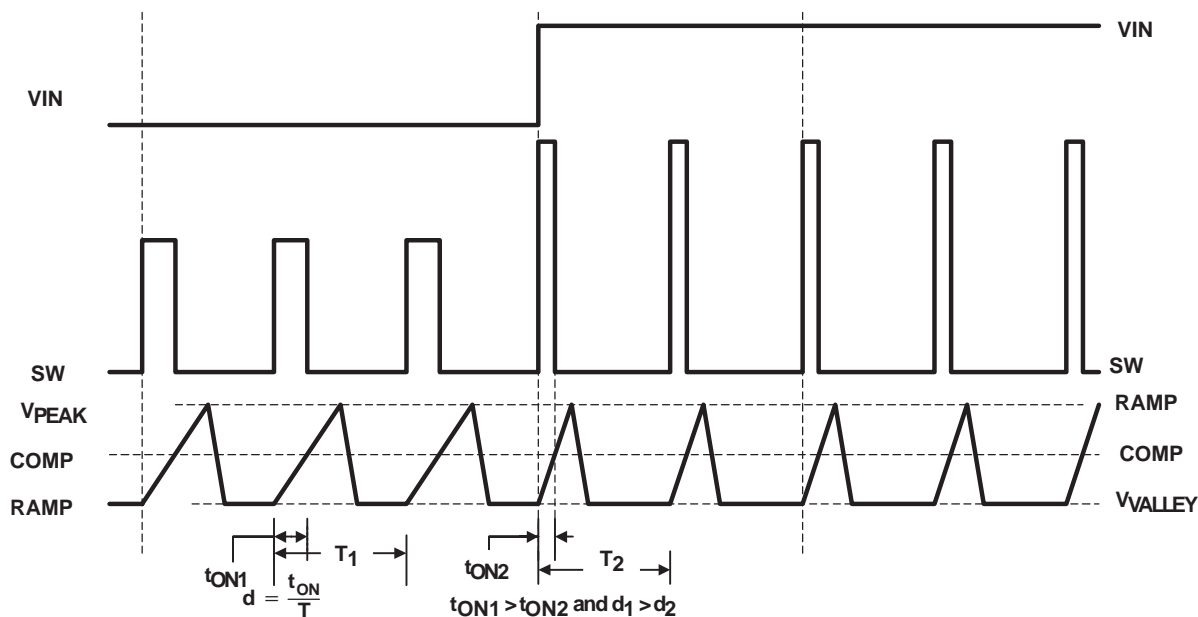 VIN
VIN
SW
SW
VPEAK
RAMP
COMP
COMP
RAMP
VVALLEY
tON1
T1
tON2
T2
d = tON
T
tON1 > tON2 and d1 > d2